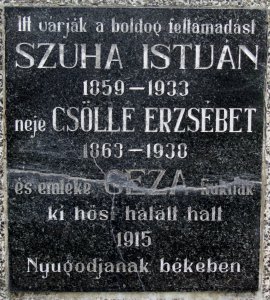 Itt várják a boldog feltámadást
SZUHA ISTVÁN
1859-1933
neje CSÖLLE ERZSÉBET
1863-1938
és emléke GÉZA fiuknak
ki hősi halált halt
1915
Nyugodjanak békében